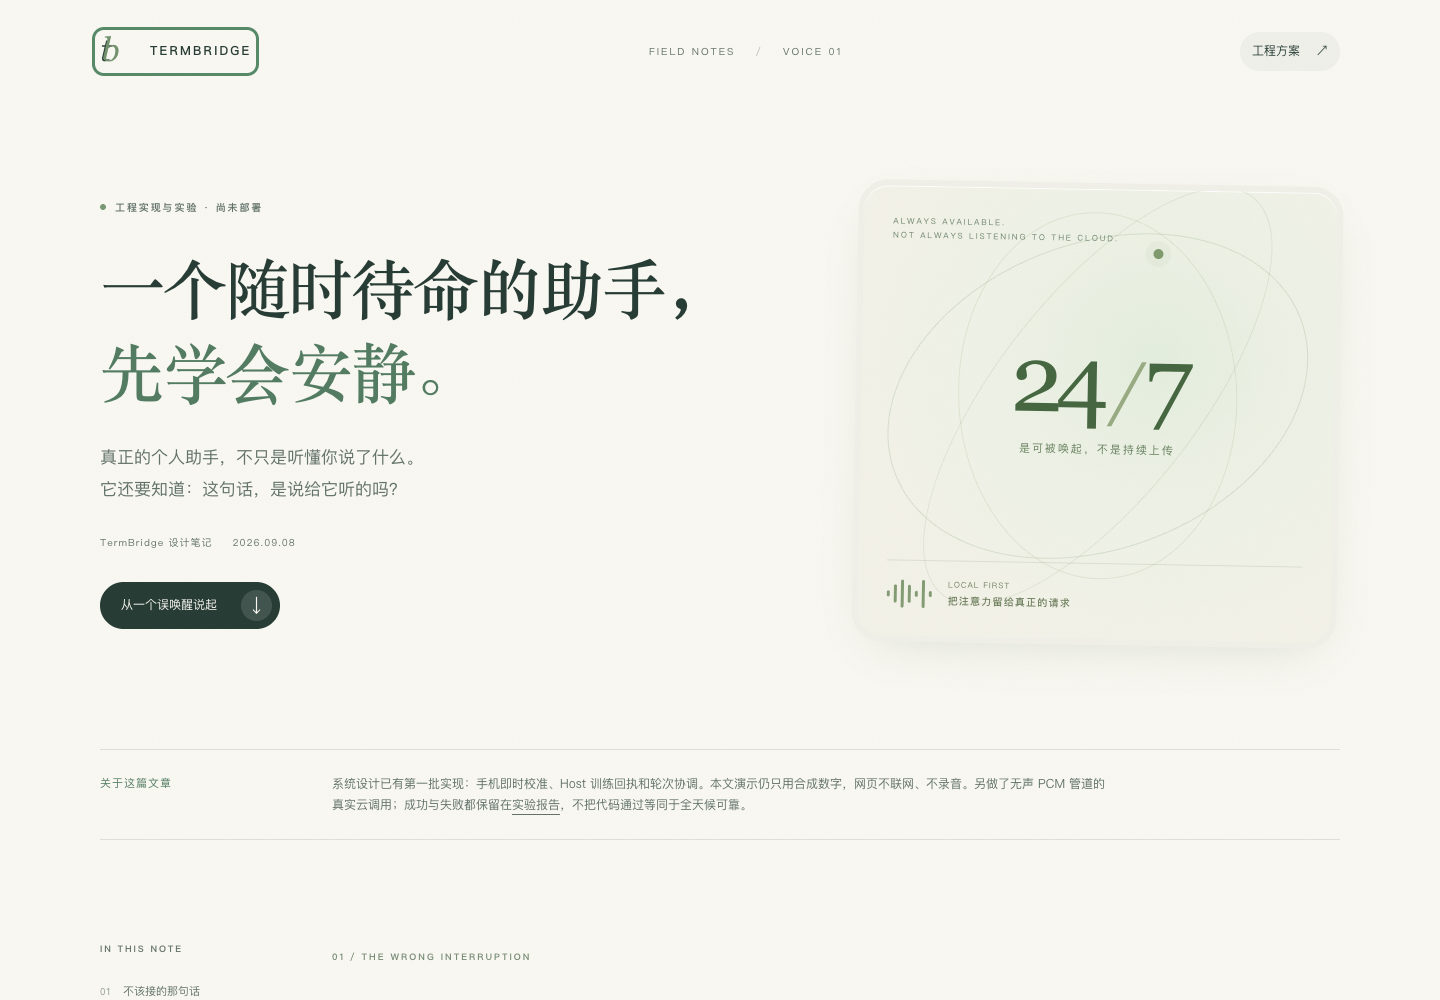 tb TERMBRIDGE
FIELD NOTES / VOICE 01
工程方案 ↗
工程实现与实验 · 尚未部署
一个随时待命的助手，
先学会安静。
真正的个人助手，不只是听懂你说了什么。
它还要知道：这句话，是说给它听的吗？
TermBridge 设计笔记 2026.09.08
从一个误唤醒说起 ↓
ALWAYS AVAILABLE.
NOT ALWAYS LISTENING TO THE CLOUD.
24/7
是可被唤起，不是持续上传
LOCAL FIRST
把注意力留给真正的请求
关于这篇文章
系统设计已有第一批实现：手机即时校准、Host 训练回执和轮次协调。本文演示仍只用合成数字，网页不联网、不录音。另做了无声 PCM 管道的
真实云调用；成功与失败都保留在实验报告，不把代码通过等同于全天候可靠。
IN THIS NOTE
01 不该接的那句话
01 / THE WRONG INTERRUPTION